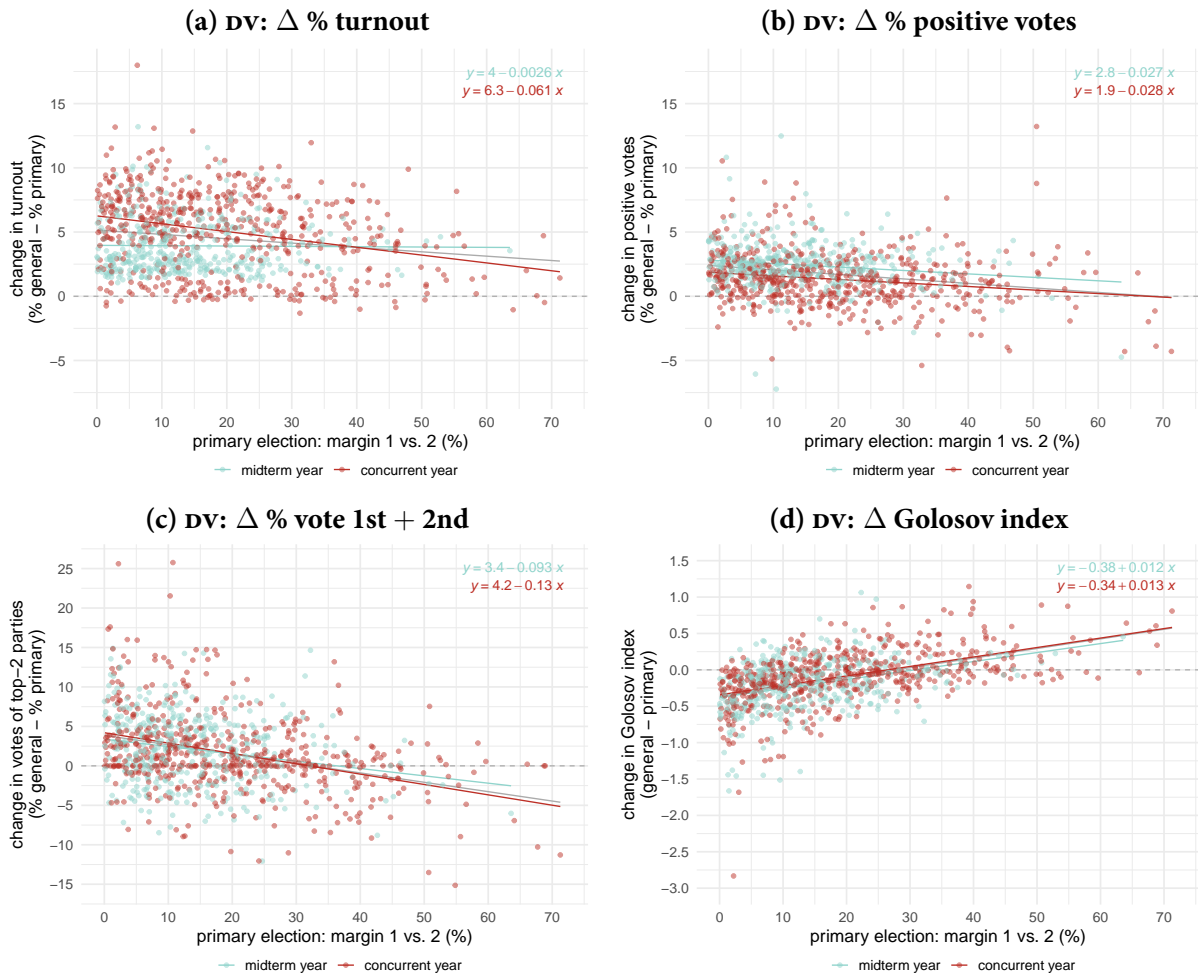 (a) DV: Δ % turnout
y = 4 − 0.0026 x
y = 6.3 − 0.061 x
15
10
5
0
−5
change in turnout
(% general − % primary)
0 10 20 30 40 50 60 70
primary election: margin 1 vs. 2 (%)
midterm year concurrent year
(b) DV: Δ % positive votes
y = 2.8 − 0.027 x
y = 1.9 − 0.028 x
15
10
5
0
−5
change in positive votes
(% general − % primary)
0 10 20 30 40 50 60 70
primary election: margin 1 vs. 2 (%)
midterm year concurrent year
(c) DV: Δ % vote 1st + 2nd
y = 3.4 − 0.093 x
y = 4.2 − 0.13 x
25
20
15
10
5
0
−5
−10
−15
change in votes of top−2 parties
(% general − % primary)
0 10 20 30 40 50 60 70
primary election: margin 1 vs. 2 (%)
midterm year concurrent year
(d) DV: Δ Golosov index
y = −0.38 + 0.012 x
y = −0.34 + 0.013 x
1.5
1.0
0.5
0.0
−0.5
−1.0
−1.5
−2.0
−2.5
−3.0
change in Golosov index
(general − primary)
0 10 20 30 40 50 60 70
primary election: margin 1 vs. 2 (%)
midterm year concurrent year